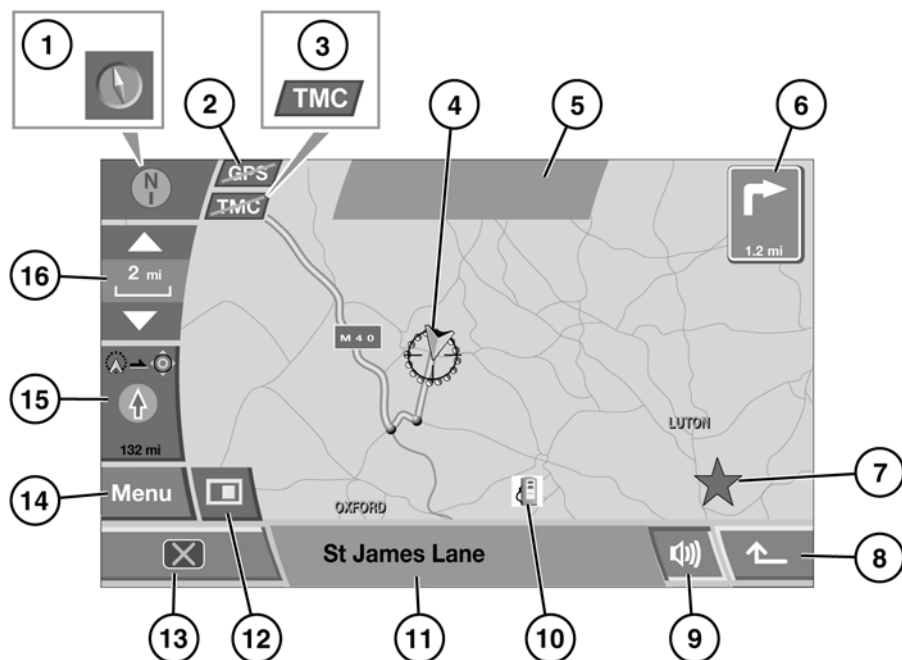 1
3
TMC
2
4
5
6
N
GPS
TMC
1.2 mi
16
2 mi
M 4 0
15
132 mi
LUTON
7
14
Menu
OXFORD
St James Lane
8
13
12
11
10
9